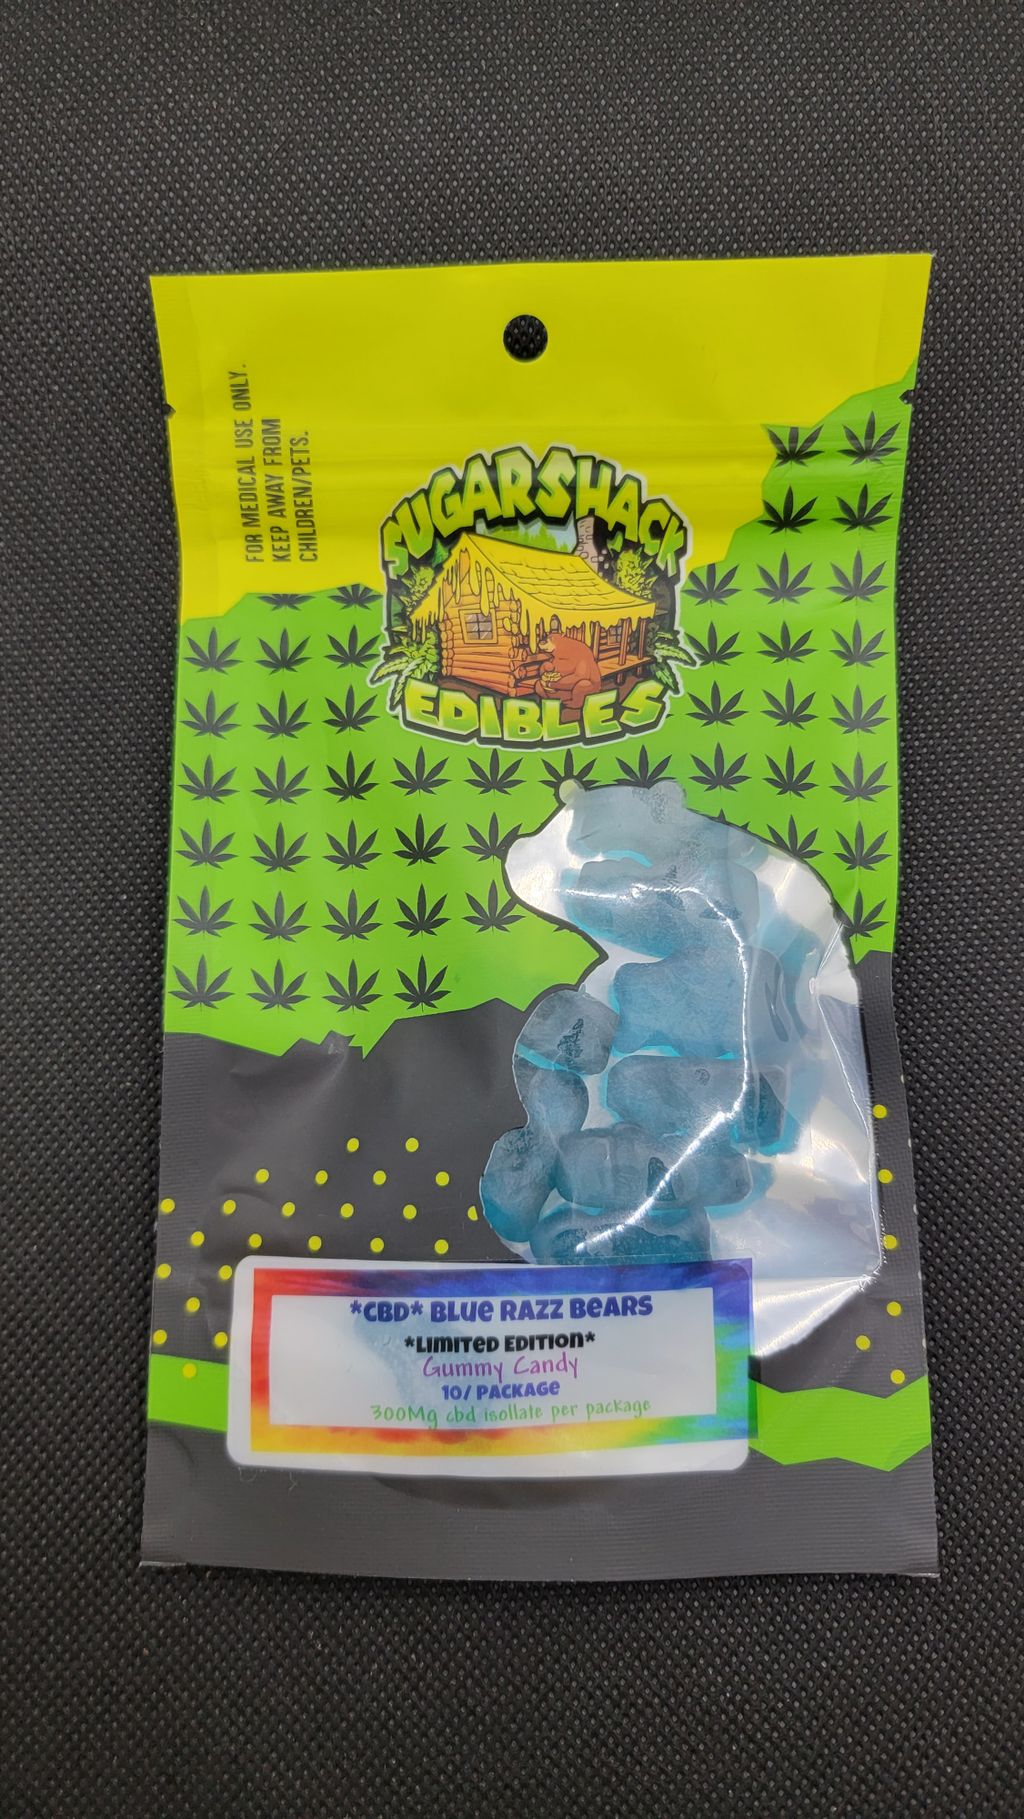 FOR MEDICAL USE ONLY.
KEEP AWAY FROM
CHILDREN/PETS.
SUGARSHACK
EDIBLES
*CBD* BLUE RAZZ BEARS
*LIMITED EDITION*
Gummy Candy
10/ PACKAGE
300Mg cbd isollate per package